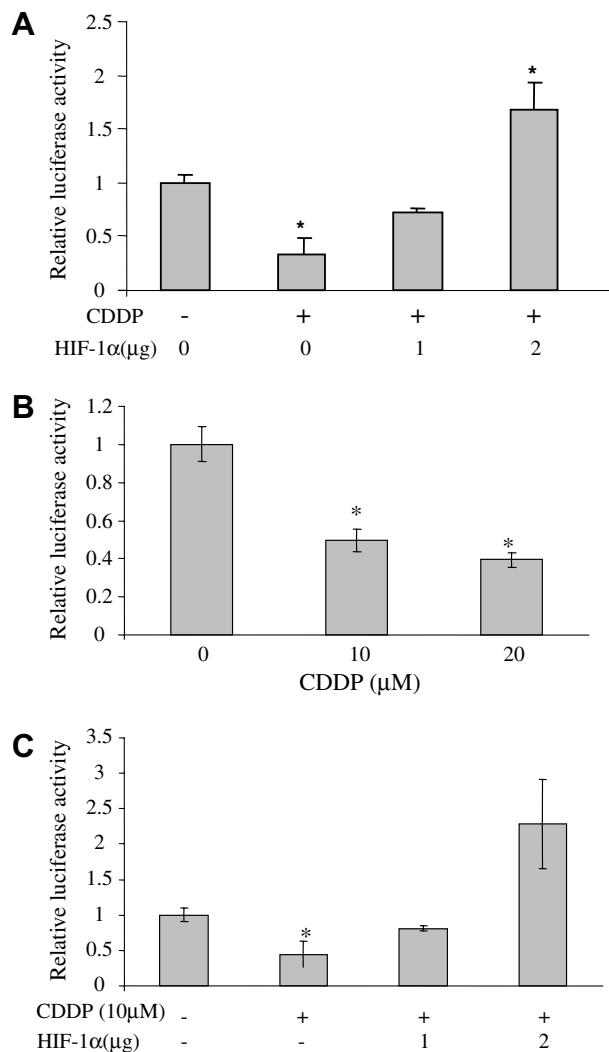 A
Relative luciferase activity
2.5
2
1.5
1
0.5
0
*
*
CDDP - + + +
HIF-1α(μg) 0 0 1 2
B
Relative luciferase activity
1.2
1
0.8
0.6
0.4
0.2
0
*
*
0 10 20
CDDP (μM)
C
Relative luciferase activity
3.5
3
2.5
2
1.5
1
0.5
0
*
CDDP (10μM) - + + +
HIF-1α(μg) - - 1 2